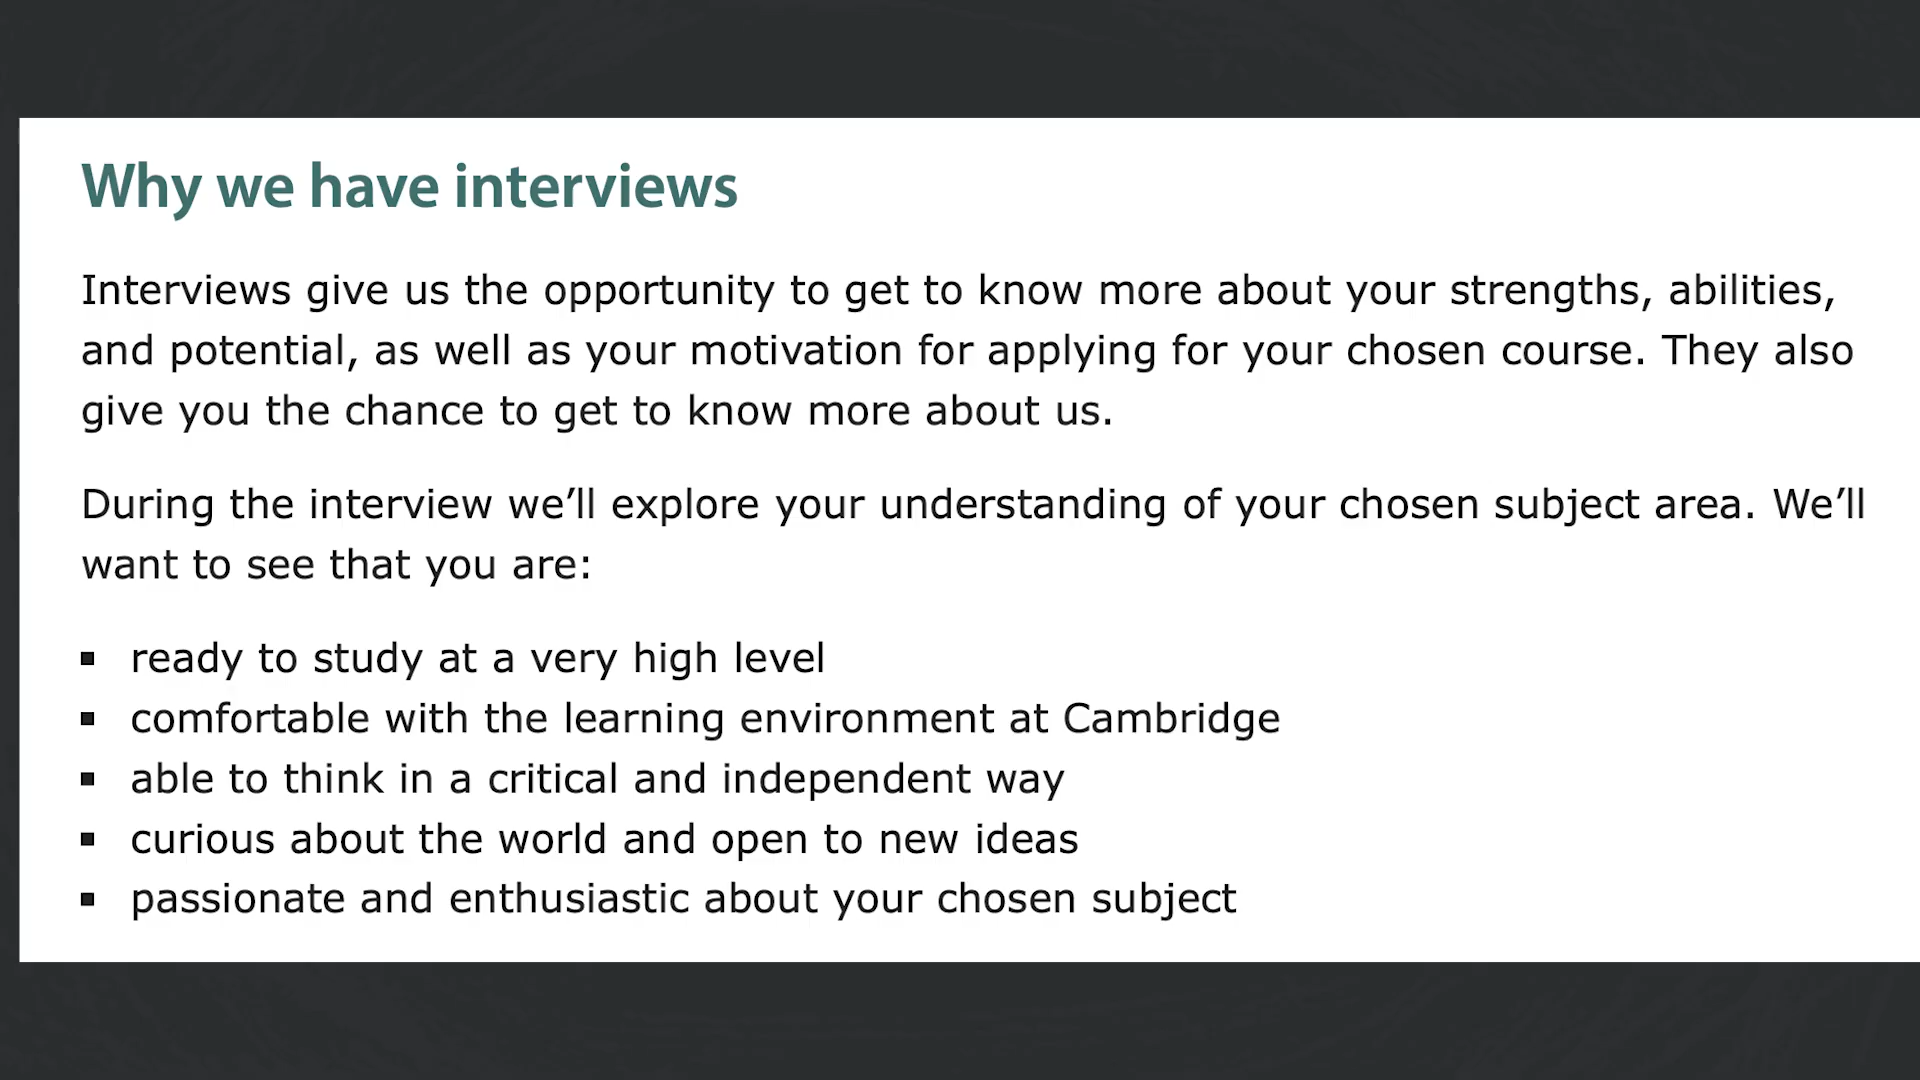 Why we have interviews
Interviews give us the opportunity to get to know more about your strengths, abilities,
and potential, as well as your motivation for applying for your chosen course. They also
give you the chance to get to know more about us.
During the interview we’ll explore your understanding of your chosen subject area. We’ll
want to see that you are:
▪ ready to study at a very high level
▪ comfortable with the learning environment at Cambridge
▪ able to think in a critical and independent way
▪ curious about the world and open to new ideas
▪ passionate and enthusiastic about your chosen subject